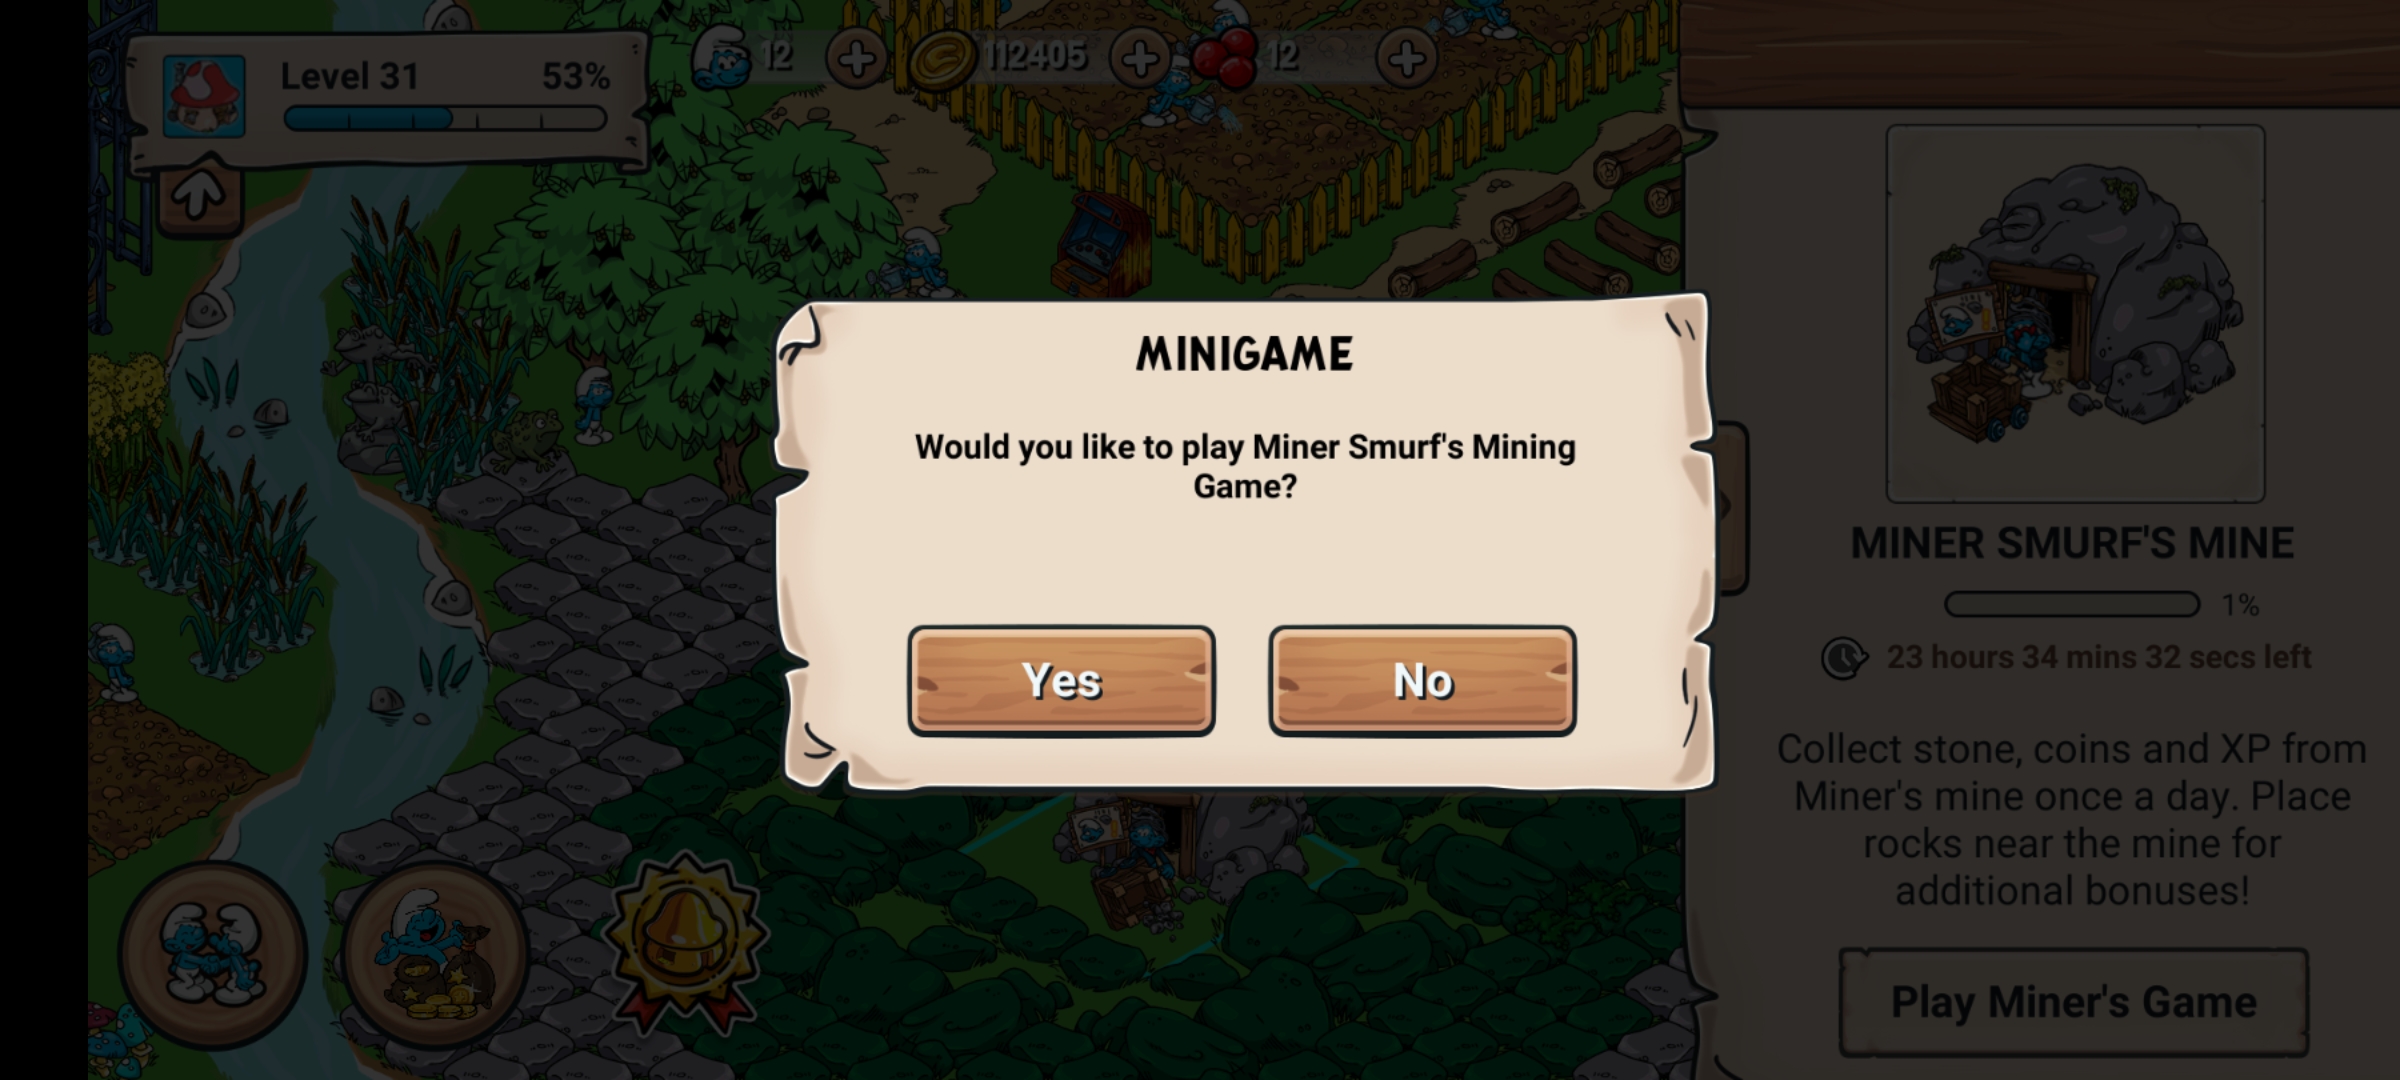 Level 31
53%
12
112405
12
MINIGAME
Would you like to play Miner Smurf's Mining
Game?
Yes
No
MINER SMURF'S MINE
1%
23 hours 34 mins 32 secs left
Collect stone, coins and XP from
Miner's mine once a day. Place
rocks near the mine for
additional bonuses!
Play Miner's Game